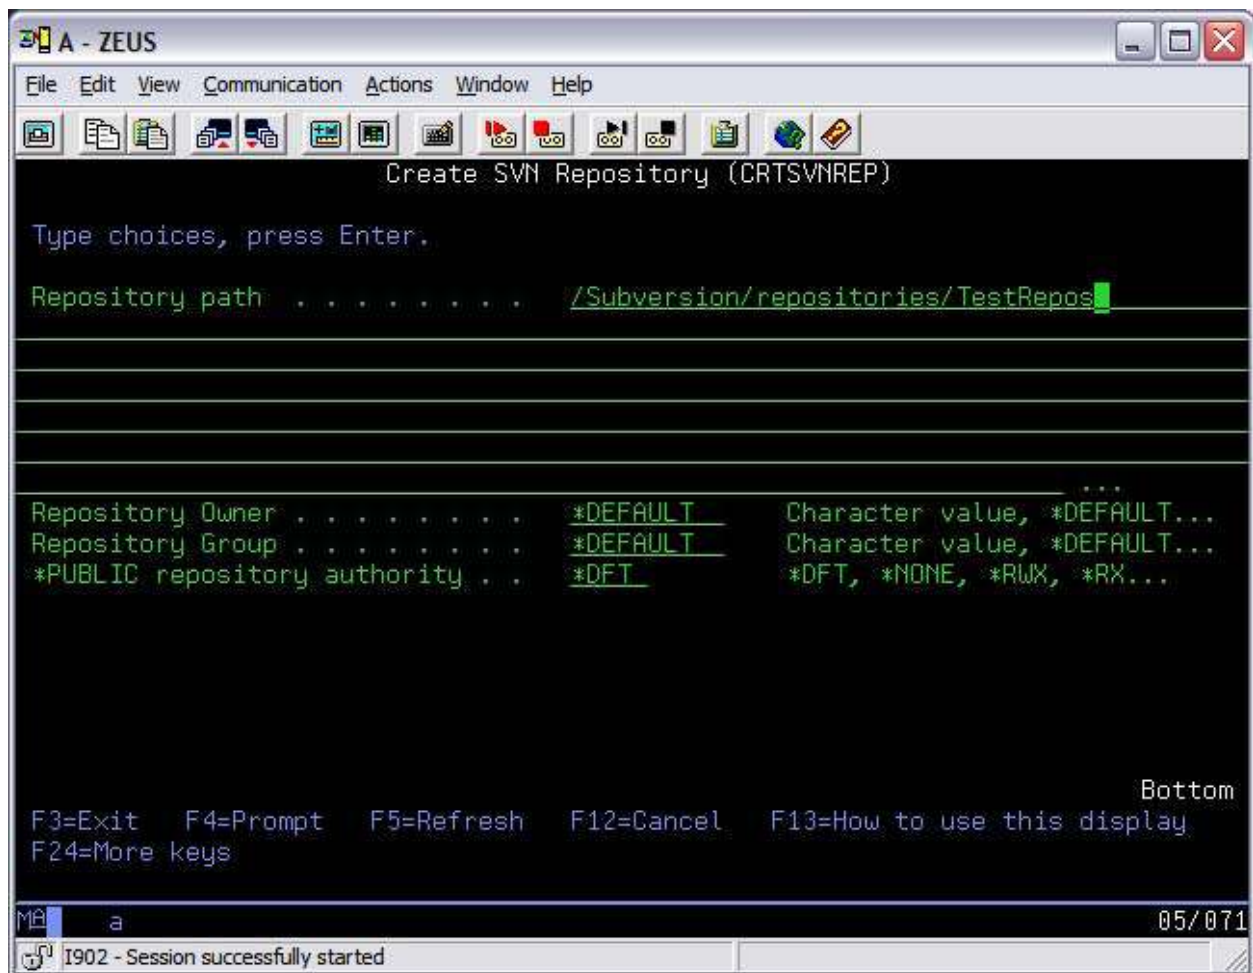 A - ZEUS
File Edit View Communication Actions Window Help
Create SVN Repository (CRTSVNREP)
Type choices, press Enter.
Repository path . . . . . . . . /Subversion/repositories/TestRepos
...
Repository Owner . . . . . . . . *DEFAULT Character value, *DEFAULT...
Repository Group . . . . . . . . *DEFAULT Character value, *DEFAULT...
*PUBLIC repository authority . . *DFT *DFT, *NONE, *RWX, *RX...
Bottom
F3=Exit F4=Prompt F5=Refresh F12=Cancel F13=How to use this display
F24=More keys
MA a 05/071
I902 - Session successfully started